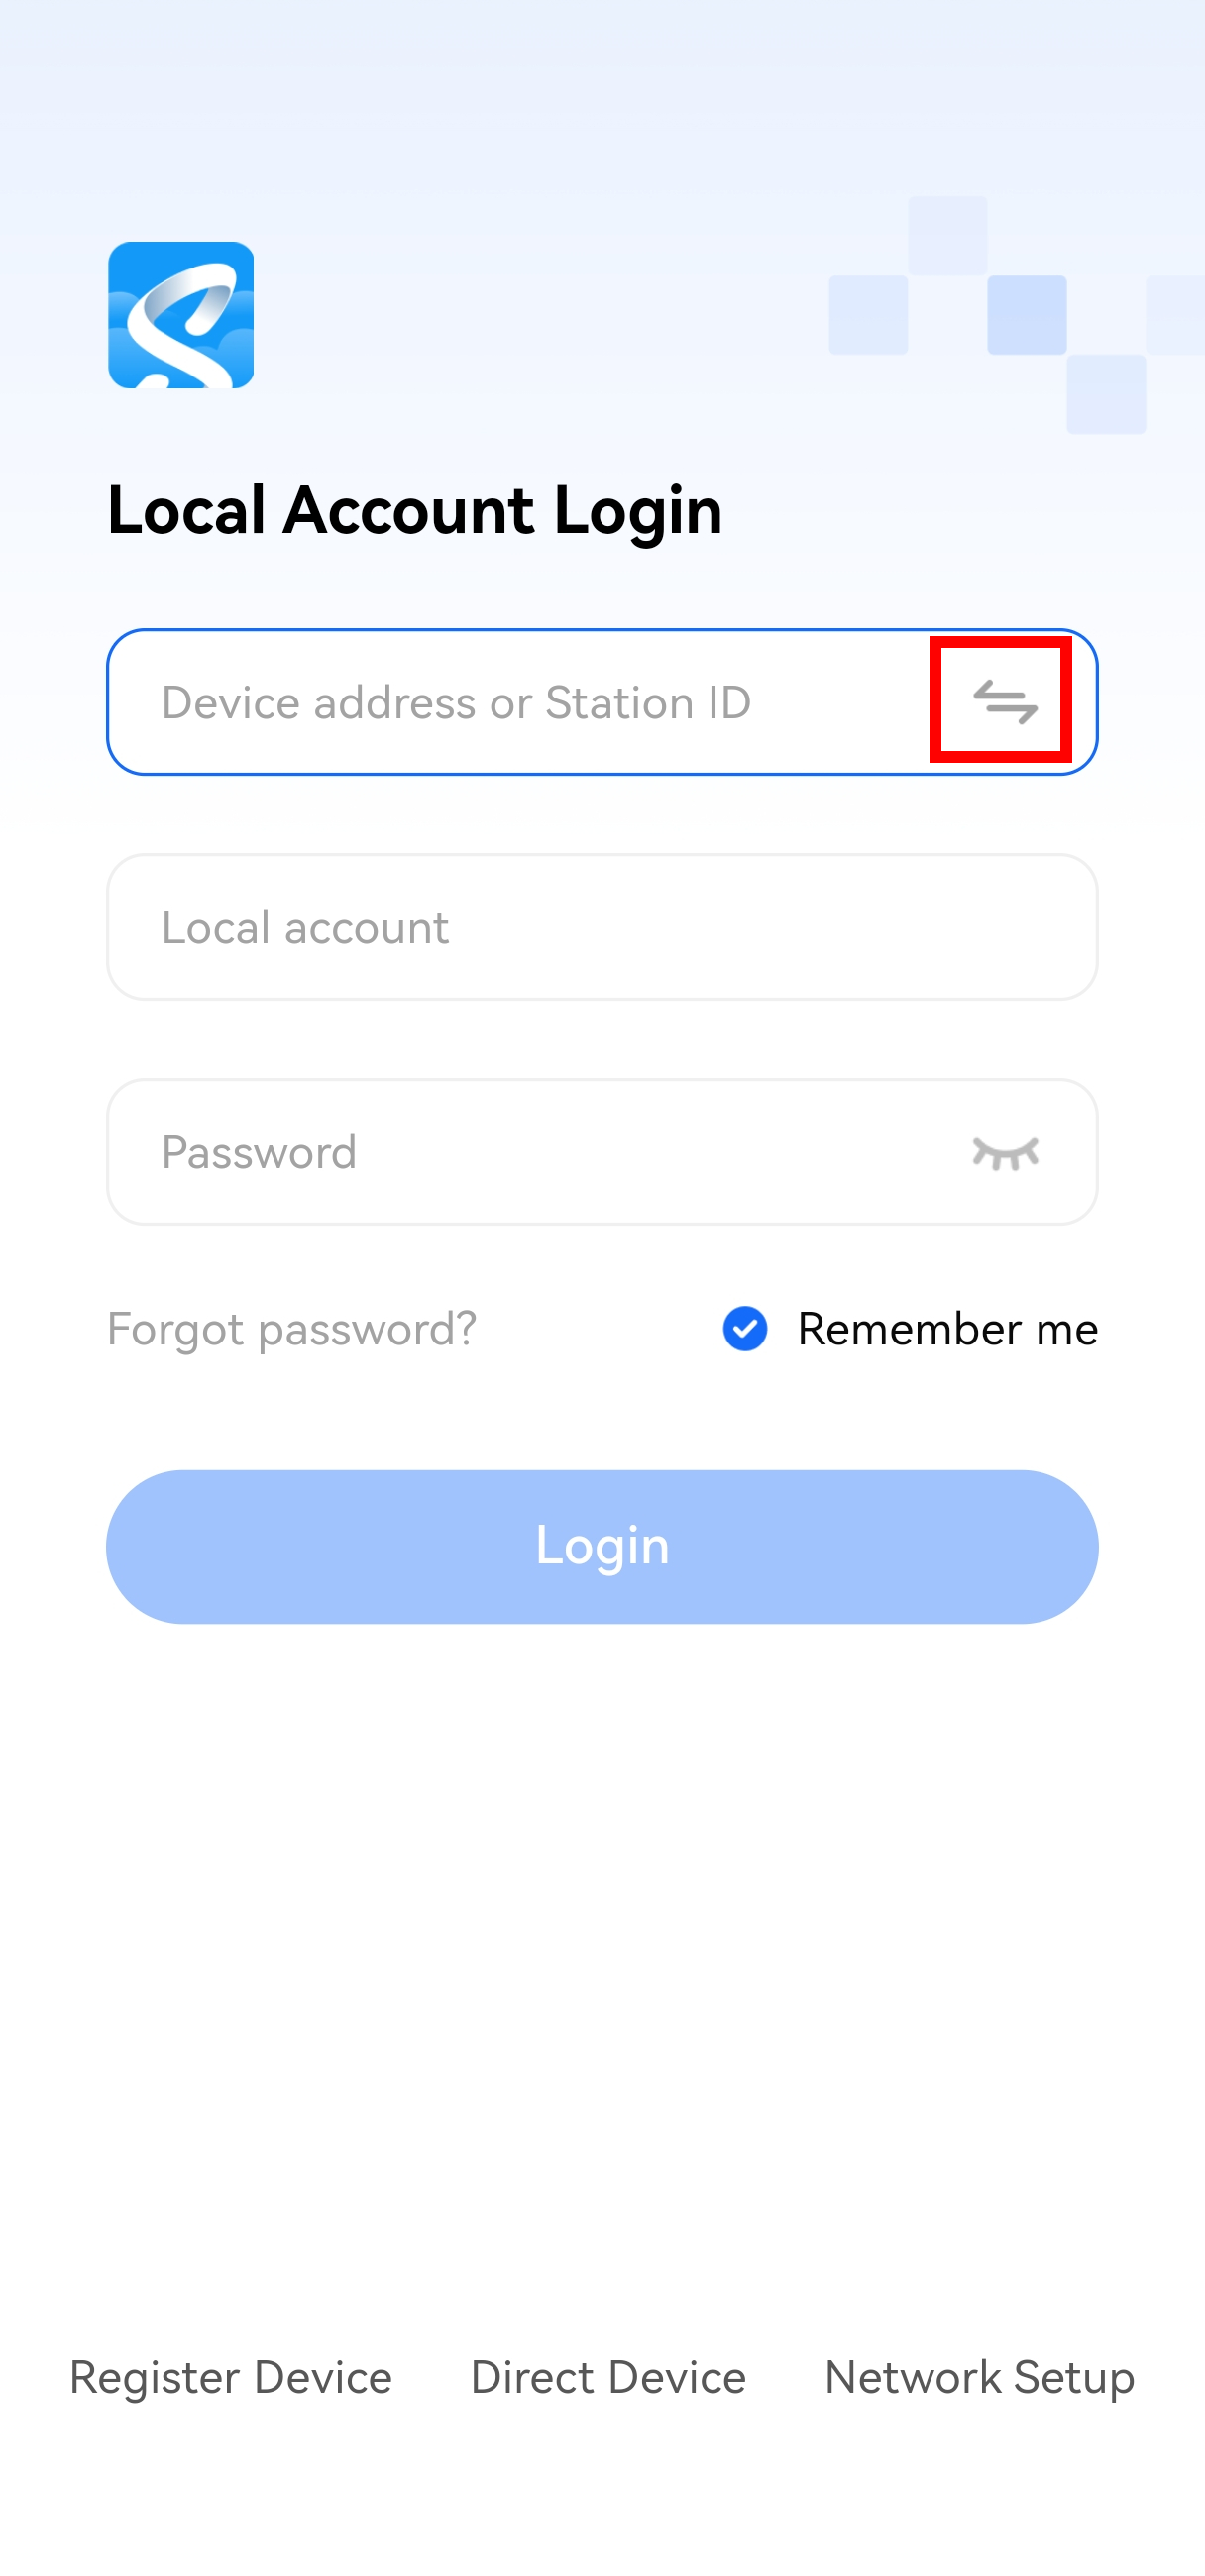 Local Account Login
Device address or Station ID
Local account
Password
Forgot password?
Remember me
Login
Register Device
Direct Device
Network Setup